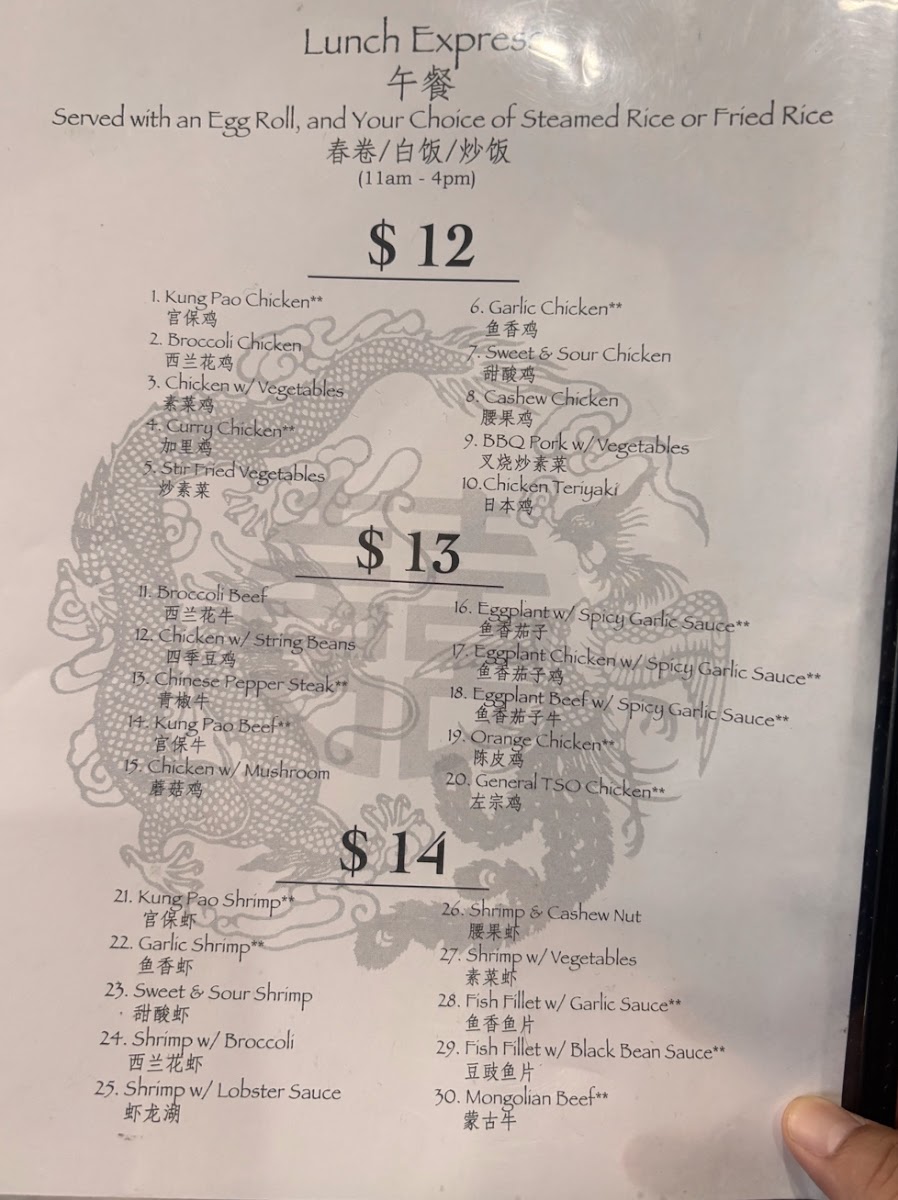 Lunch Express
午餐
Served with an Egg Roll, and Your Choice of Steamed Rice or Fried Rice
春卷/白饭/炒饭
(11am - 4pm)
$ 12
1. Kung Pao Chicken**
官保鸡
2. Broccoli Chicken
西兰花鸡
3. Chicken w/ Vegetables
素菜鸡
4. Curry Chicken**
加里鸡
5. Stir Fried Vegetables
炒素菜
6. Garlic Chicken**
鱼香鸡
7. Sweet & Sour Chicken
甜酸鸡
8. Cashew Chicken
腰果鸡
9. BBQ Pork w/ Vegetables
叉烧炒素菜
10. Chicken Teriyaki
日本鸡
$ 13
11. Broccoli Beef
西兰花牛
12. Chicken w/ String Beans
四季豆鸡
13. Chinese Pepper Steak**
青椒牛
14. Kung Pao Beef**
官保牛
15. Chicken w/ Mushroom
蘑菇鸡
16. Eggplant w/ Spicy Garlic Sauce**
鱼香茄子
17. Eggplant Chicken w/ Spicy Garlic Sauce**
鱼香茄子鸡
18. Eggplant Beef w/ Spicy Garlic Sauce**
鱼香茄子牛
19. Orange Chicken**
陈皮鸡
20. General TSO Chicken**
左宗鸡
$ 14
21. Kung Pao Shrimp**
官保虾
22. Garlic Shrimp**
鱼香虾
23. Sweet & Sour Shrimp
甜酸虾
24. Shrimp w/ Broccoli
西兰花虾
25. Shrimp w/ Lobster Sauce
虾龙湖
26. Shrimp & Cashew Nut
腰果虾
27. Shrimp w/ Vegetables
素菜虾
28. Fish Fillet w/ Garlic Sauce**
鱼香鱼片
29. Fish Fillet w/ Black Bean Sauce**
豆豉鱼片
30. Mongolian Beef**
蒙古牛